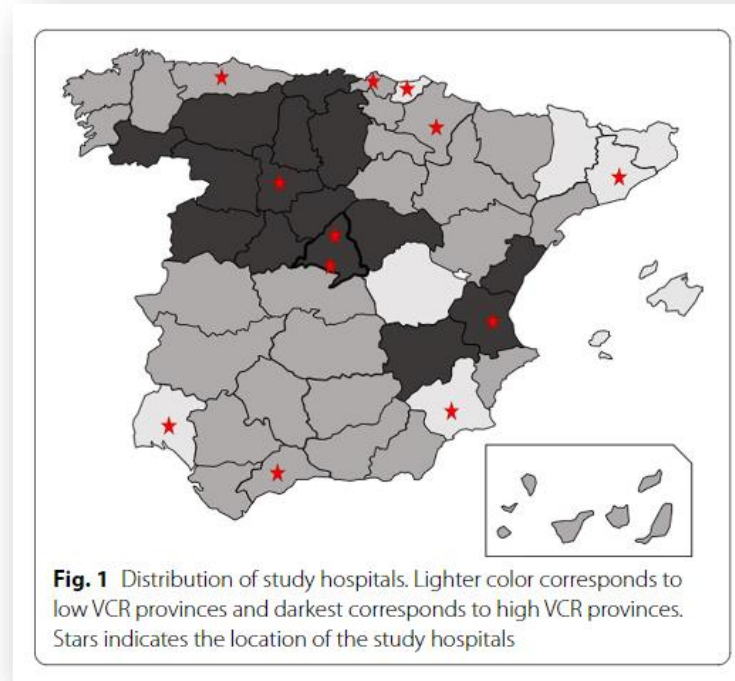 Fig. 1 Distribution of study hospitals. Lighter color corresponds to
low VCR provinces and darkest corresponds to high VCR provinces.
Stars indicates the location of the study hospitals